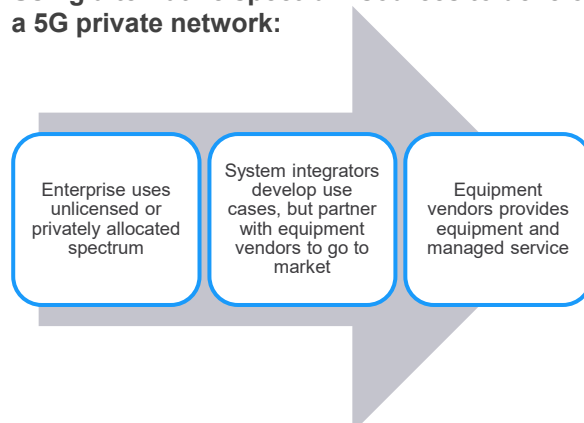 a 5G private network:
Enterprise uses
unlicensed or
privately allocated
spectrum
System integrators
develop use
cases, but partner
with equipment
vendors to go to
market
Equipment
vendors provides
equipment and
managed service